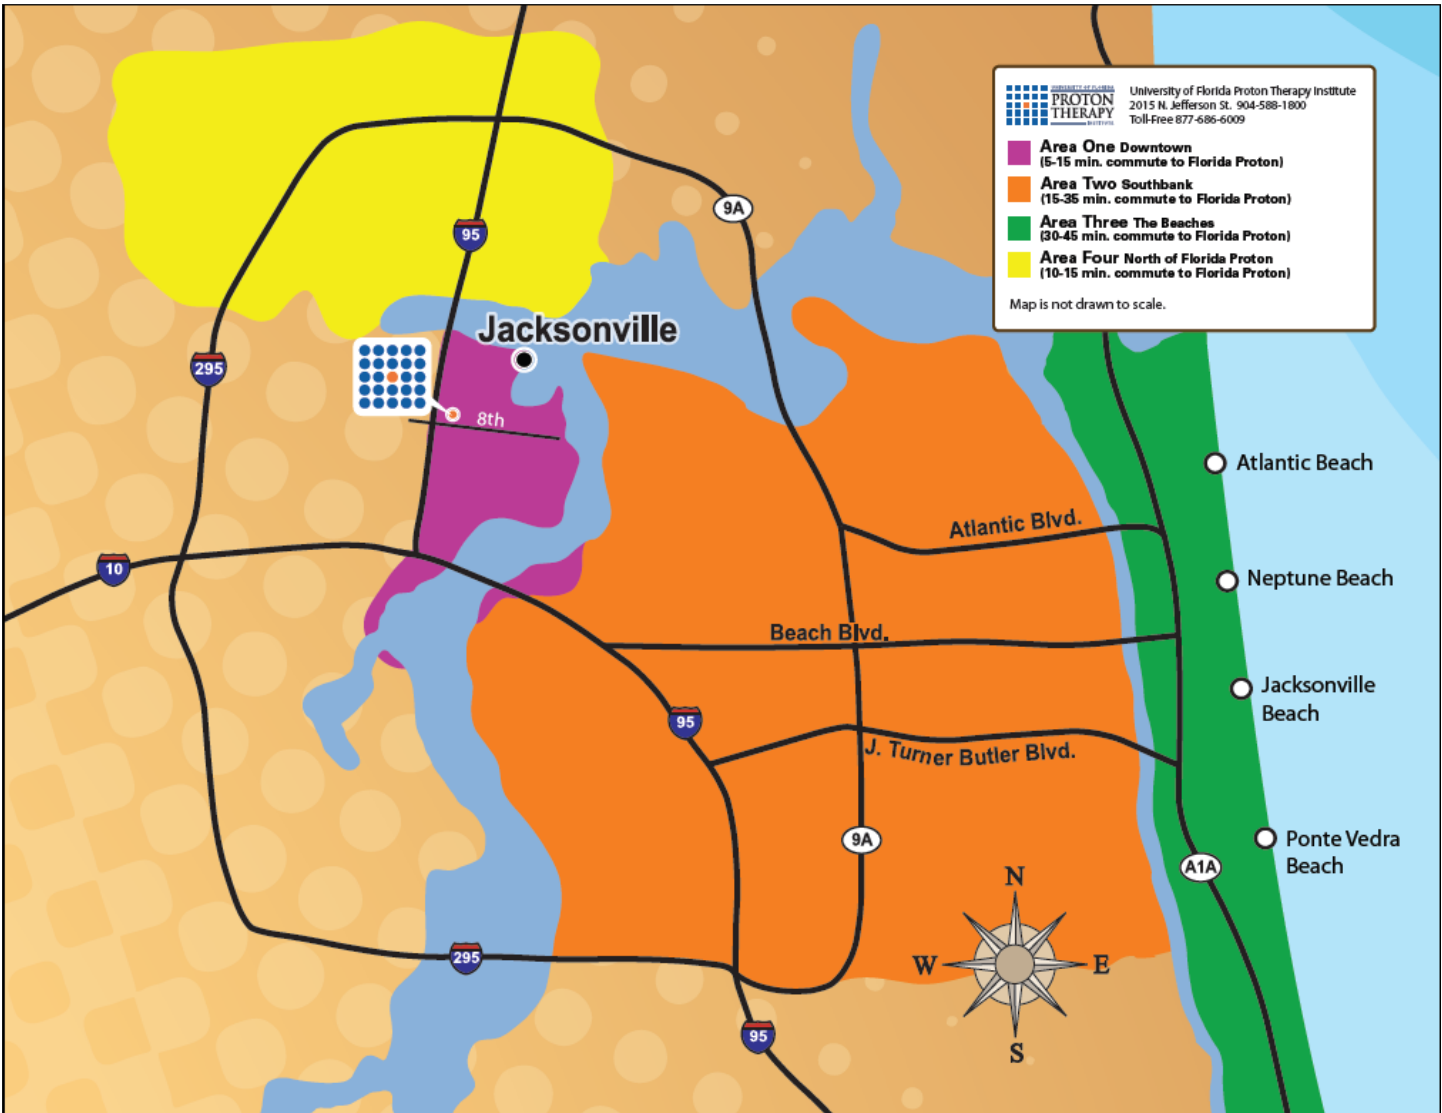 University of Florida Proton Therapy Institute
2015 N. Jefferson St. 904-588-1800
Toll-Free 877-686-6009
UNIVERSITY OF FLORIDA
PROTON
THERAPY
INSTITUTE
Area One Downtown
(5-15 min. commute to Florida Proton)
Area Two Southbank
(15-35 min. commute to Florida Proton)
Area Three The Beaches
(30-45 min. commute to Florida Proton)
Area Four North of Florida Proton
(10-15 min. commute to Florida Proton)
Map is not drawn to scale.
9A
95
Jacksonville
295
8th
Atlantic Beach
Atlantic Blvd.
10
Neptune Beach
Beach Blvd.
Jacksonville
Beach
95
J. Turner Butler Blvd.
9A
Ponte Vedra
Beach
A1A
N
W
E
S
295
95